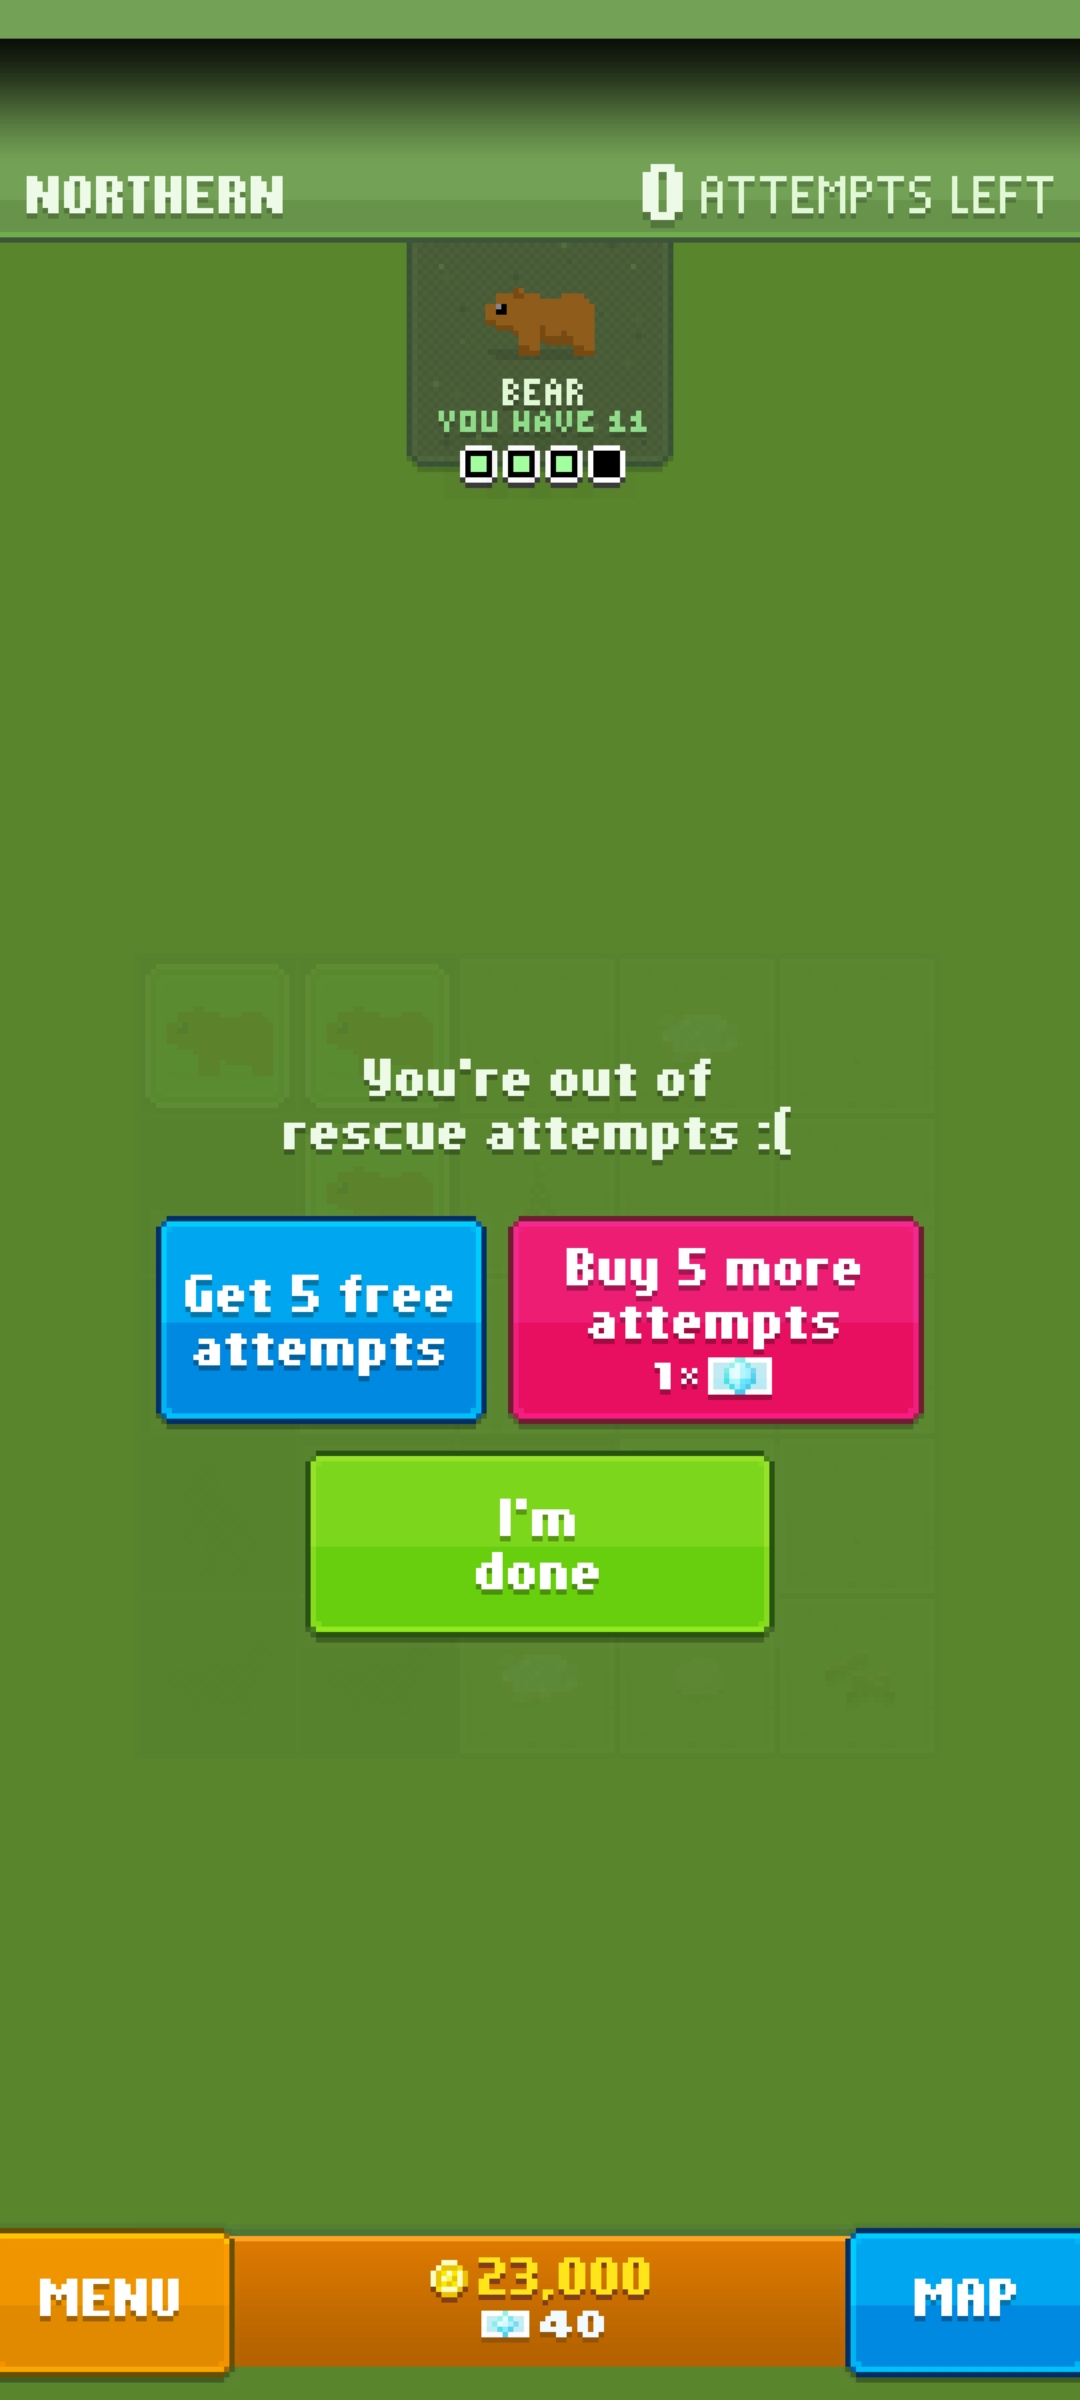 NORTHERN
0 ATTEMPTS LEFT
BEAR
YOU HAVE 11
You're out of
rescue attempts :(
Get 5 free
attempts
Buy 5 more
attempts
1×
I'm
done
MENU
23,000
40
MAP